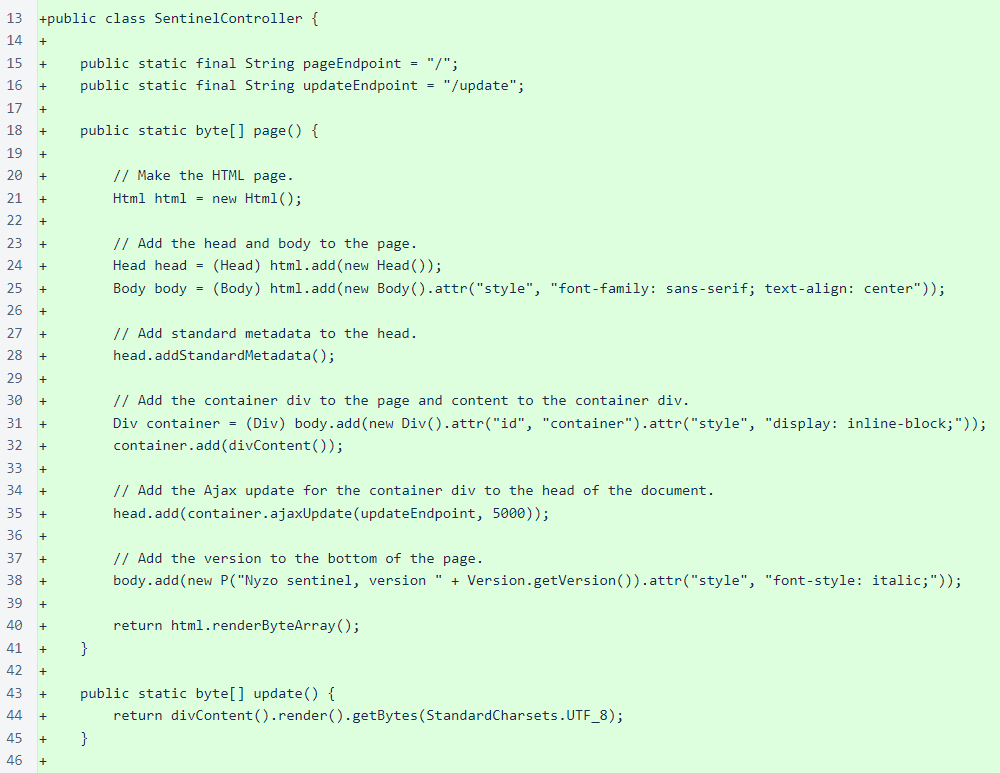 13 +public class SentinelController {
14 +
15 +    public static final String pageEndpoint = "/";
16 +    public static final String updateEndpoint = "/update";
17 +
18 +    public static byte[] page() {
19 +
20 +        // Make the HTML page.
21 +        Html html = new Html();
22 +
23 +        // Add the head and body to the page.
24 +        Head head = (Head) html.add(new Head());
25 +        Body body = (Body) html.add(new Body().attr("style", "font-family: sans-serif; text-align: center"));
26 +
27 +        // Add standard metadata to the head.
28 +        head.addStandardMetadata();
29 +
30 +        // Add the container div to the page and content to the container div.
31 +        Div container = (Div) body.add(new Div().attr("id", "container").attr("style", "display: inline-block;"));
32 +        container.add(divContent());
33 +
34 +        // Add the Ajax update for the container div to the head of the document.
35 +        head.add(container.ajaxUpdate(updateEndpoint, 5000));
36 +
37 +        // Add the version to the bottom of the page.
38 +        body.add(new P("Nyzo sentinel, version " + Version.getVersion()).attr("style", "font-style: italic;"));
39 +
40 +        return html.renderByteArray();
41 +    }
42 +
43 +    public static byte[] update() {
44 +        return divContent().render().getBytes(StandardCharsets.UTF_8);
45 +    }
46 +